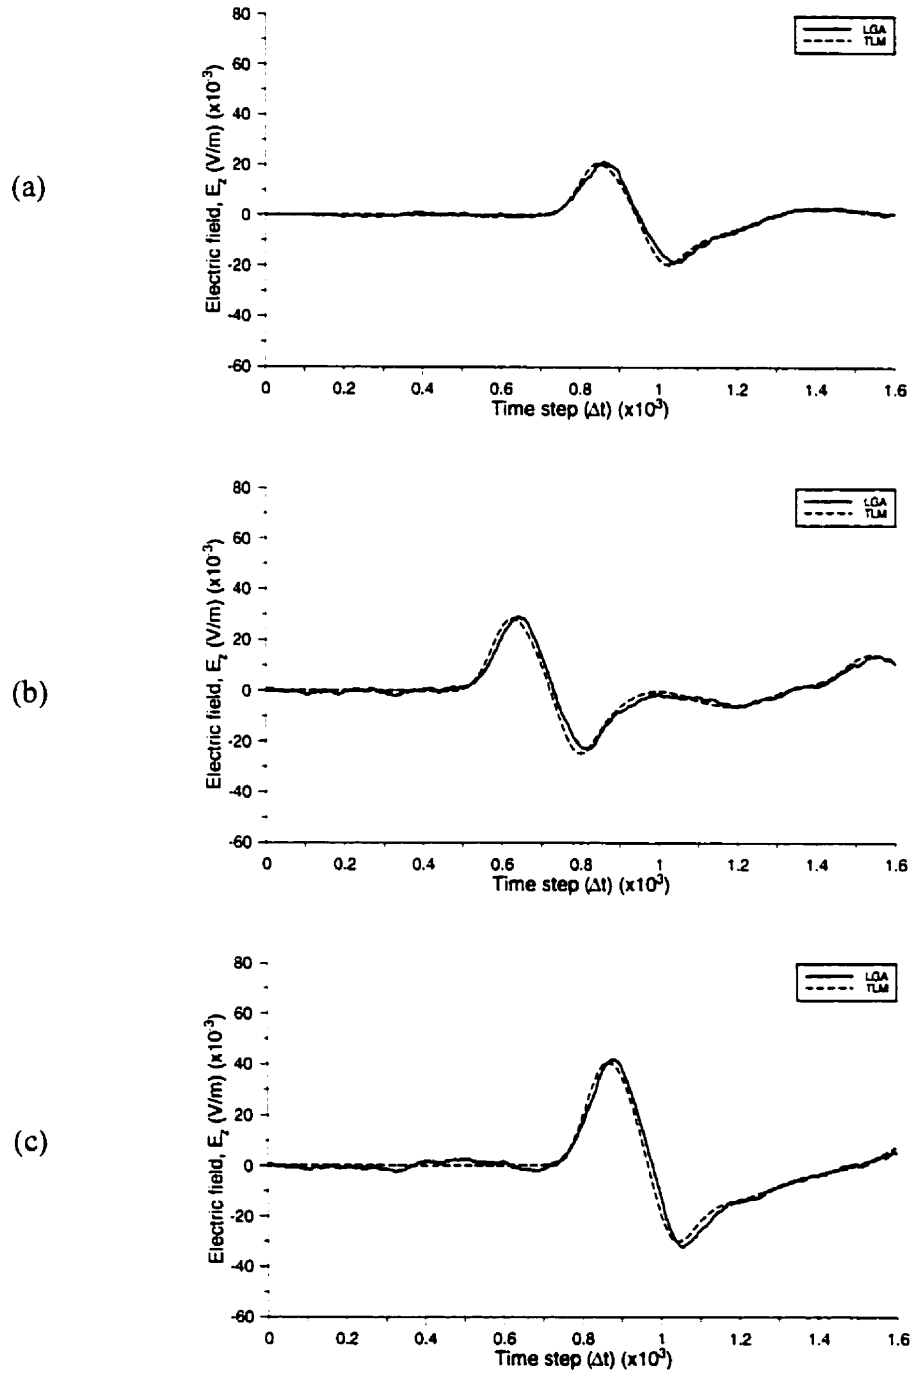 (a)
Electric field, E_z (V/m) (x10^-3)
80
60
40
20
0
-20
-40
-60
0 0.2 0.4 0.6 0.8 1 1.2 1.4 1.6
Time step (Δt) (x10^3)
LGA
TLM
(b)
Electric field, E_z (V/m) (x10^-3)
80
60
40
20
0
-20
-40
-60
0 0.2 0.4 0.6 0.8 1 1.2 1.4 1.6
Time step (Δt) (x10^3)
LGA
TLM
(c)
Electric field, E_z (V/m) (x10^-3)
80
60
40
20
0
-20
-40
-60
0 0.2 0.4 0.6 0.8 1 1.2 1.4 1.6
Time step (Δt) (x10^3)
LGA
TLM